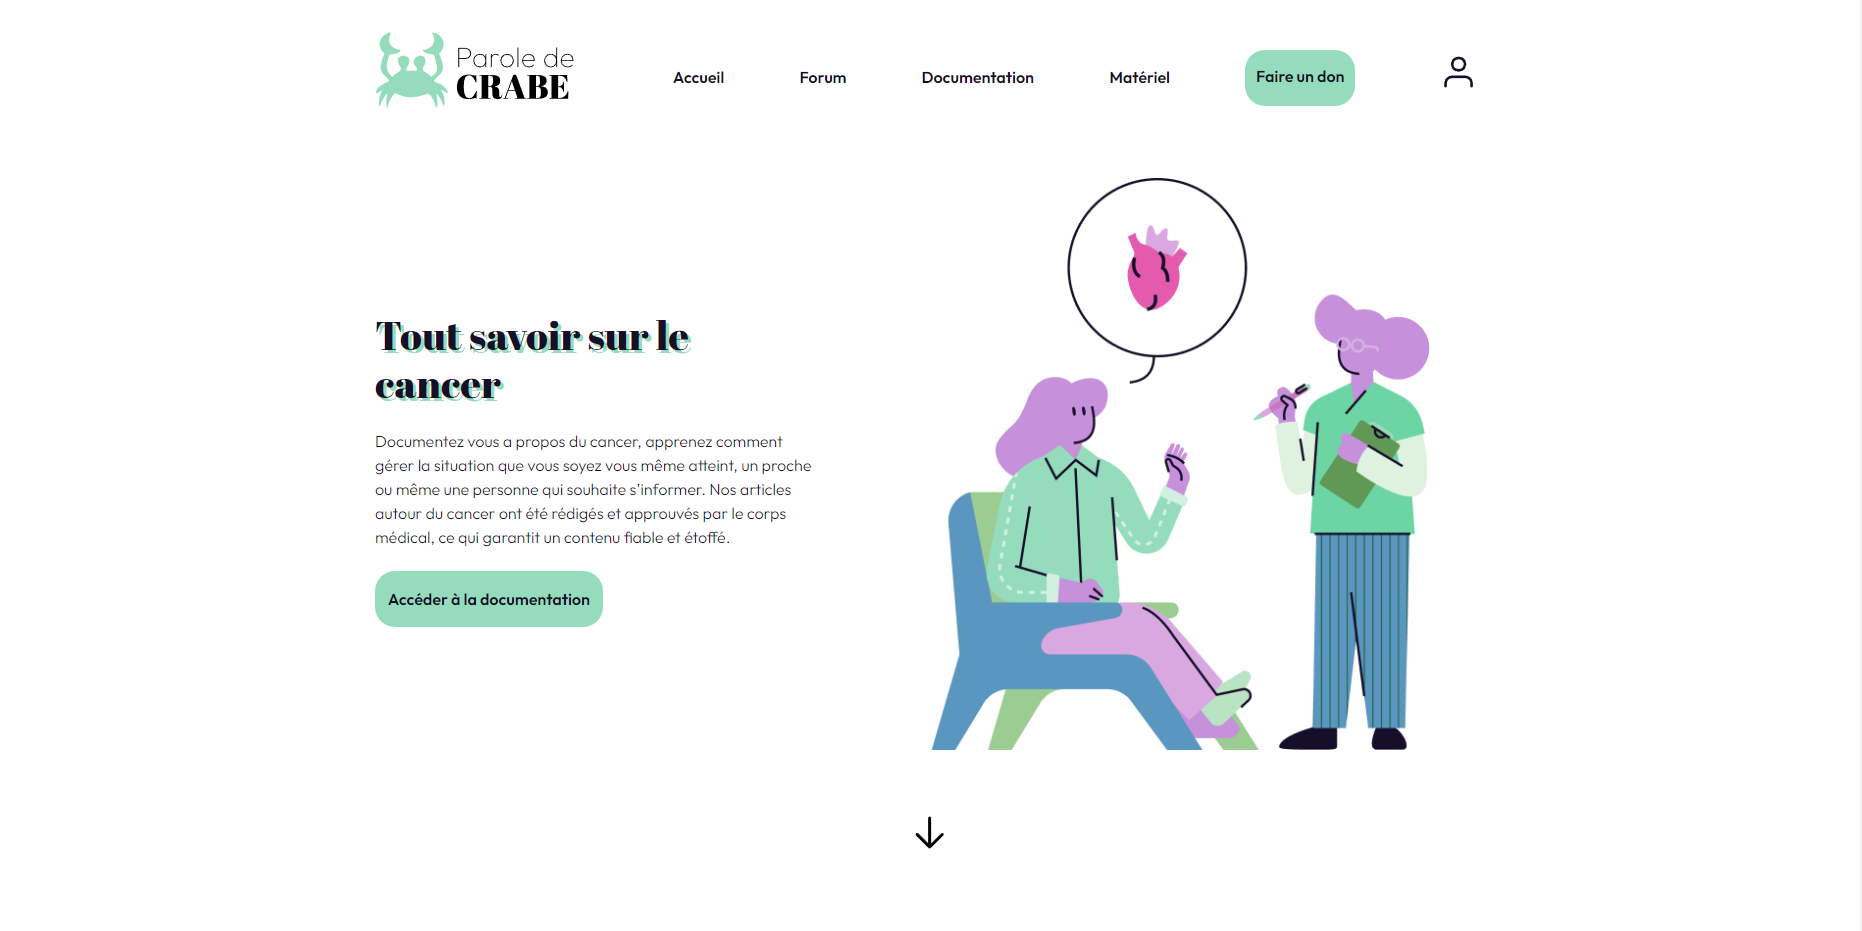 Parole de
CRABE
Accueil
Forum
Documentation
Matériel
Faire un don
Tout savoir sur le
cancer
Documentez vous a propos du cancer, apprenez comment
gérer la situation que vous soyez vous même atteint, un proche
ou même une personne qui souhaite s’informer. Nos articles
autour du cancer ont été rédigés et approuvés par le corps
médical, ce qui garantit un contenu fiable et étoffé.
Accéder à la documentation